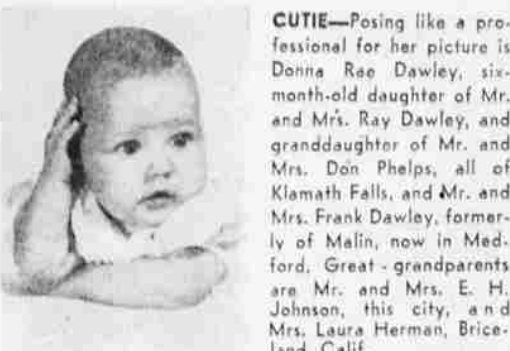 CUTIE—Posing like a pro-
fessional for her picture is
Donna Rae Dawley, six-
month-old daughter of Mr.
and Mrs. Ray Dawley, and
granddaughter of Mr. and
Mrs. Don Phelps, all of
Klamath Falls, and Mr. and
Mrs. Frank Dawley, former-
ly of Malin, now in Med-
ford. Great-grandparents
are Mr. and Mrs. E. H.
Johnson, this city, and
Mrs. Laura Herman, Brice-
land, Calif.